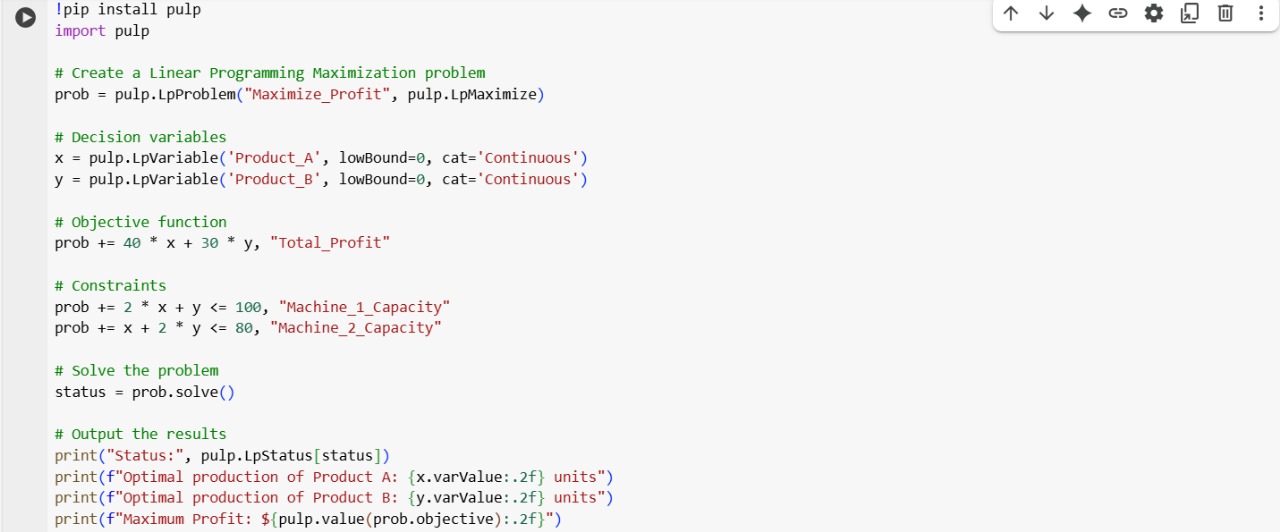 !pip install pulp
import pulp
# Create a Linear Programming Maximization problem
prob = pulp.LpProblem("Maximize_Profit", pulp.LpMaximize)
# Decision variables
x = pulp.LpVariable('Product_A', lowBound=0, cat='Continuous')
y = pulp.LpVariable('Product_B', lowBound=0, cat='Continuous')
# Objective function
prob += 40 * x + 30 * y, "Total_Profit"
# Constraints
prob += 2 * x + y <= 100, "Machine_1_Capacity"
prob += x + 2 * y <= 80, "Machine_2_Capacity"
# Solve the problem
status = prob.solve()
# Output the results
print("Status:", pulp.LpStatus[status])
print(f"Optimal production of Product A: {x.varValue:.2f} units")
print(f"Optimal production of Product B: {y.varValue:.2f} units")
print(f"Maximum Profit: ${pulp.value(prob.objective):.2f}")